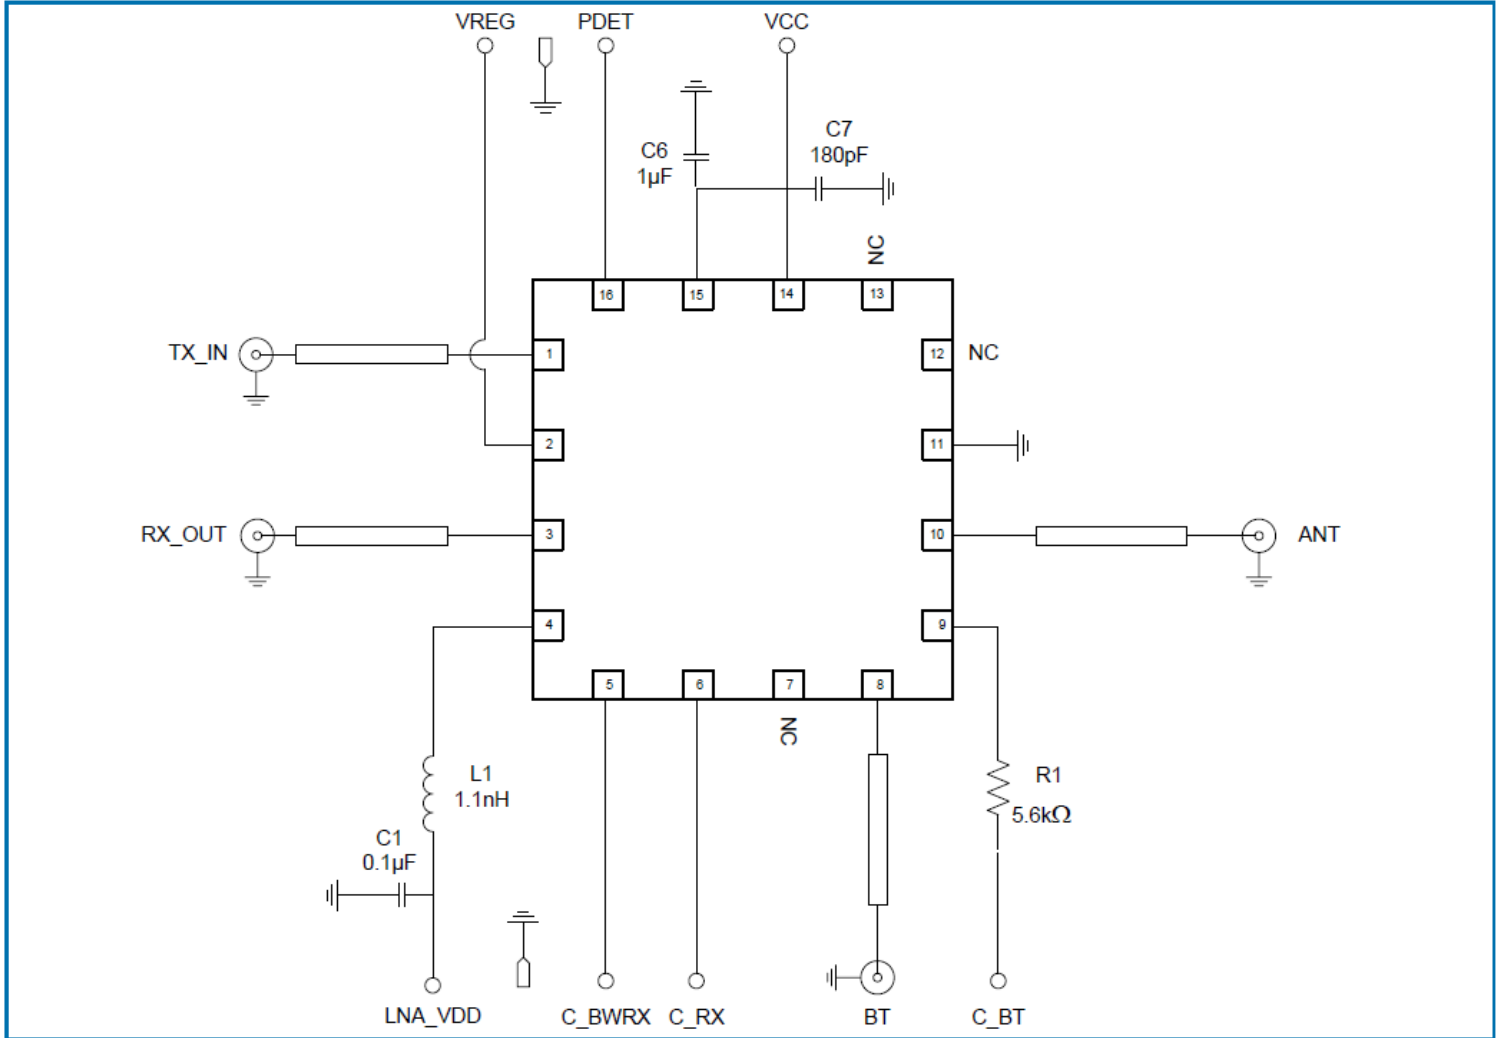 VREG
PDET
VCC
C7
180pF
C6
1µF
NC
16
15
14
13
TX_IN
1
12
NC
2
11
RX_OUT
3
10
ANT
4
9
5
6
7
8
NC
L1
1.1nH
R1
5.6kΩ
C1
0.1µF
LNA_VDD
C_BWRX
C_RX
BT
C_BT